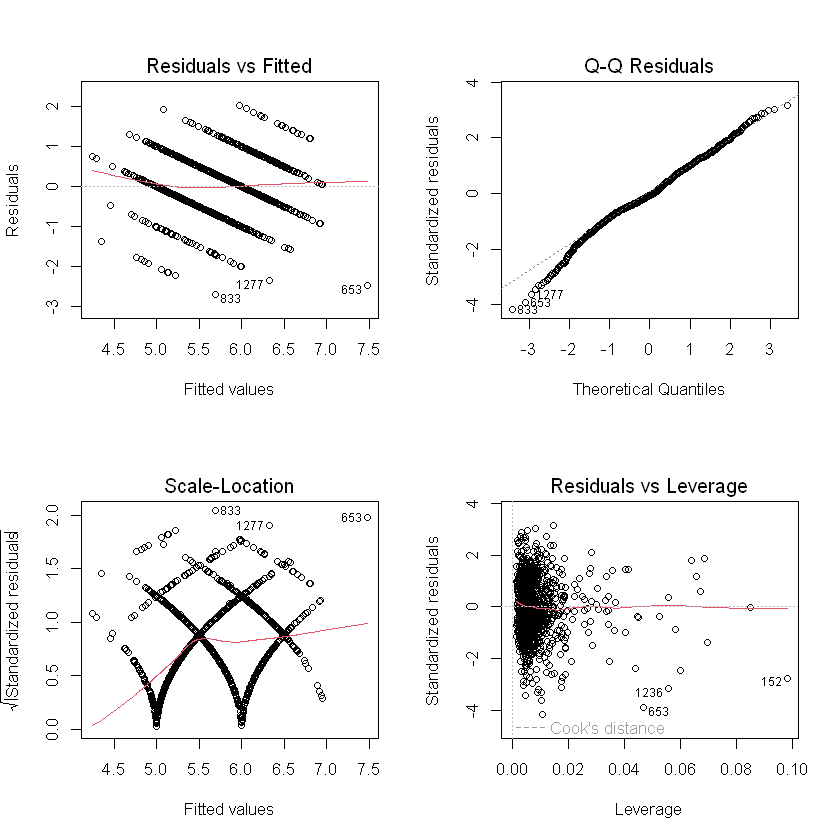 Residuals vs Fitted
Residuals
-3
-2
-1
0
1
2
833
1277
653
4.5 5.0 5.5 6.0 6.5 7.0 7.5
Fitted values
Q-Q Residuals
Standardized residuals
-4
-2
0
2
4
833
653
1277
-3 -2 -1 0 1 2 3
Theoretical Quantiles
Scale-Location
√|Standardized residuals|
0.0
0.5
1.0
1.5
2.0
833
1277
653
4.5 5.0 5.5 6.0 6.5 7.0 7.5
Fitted values
Residuals vs Leverage
Standardized residuals
-4
-2
0
2
4
152
1236
653
Cook's distance
0.00 0.02 0.04 0.06 0.08 0.10
Leverage